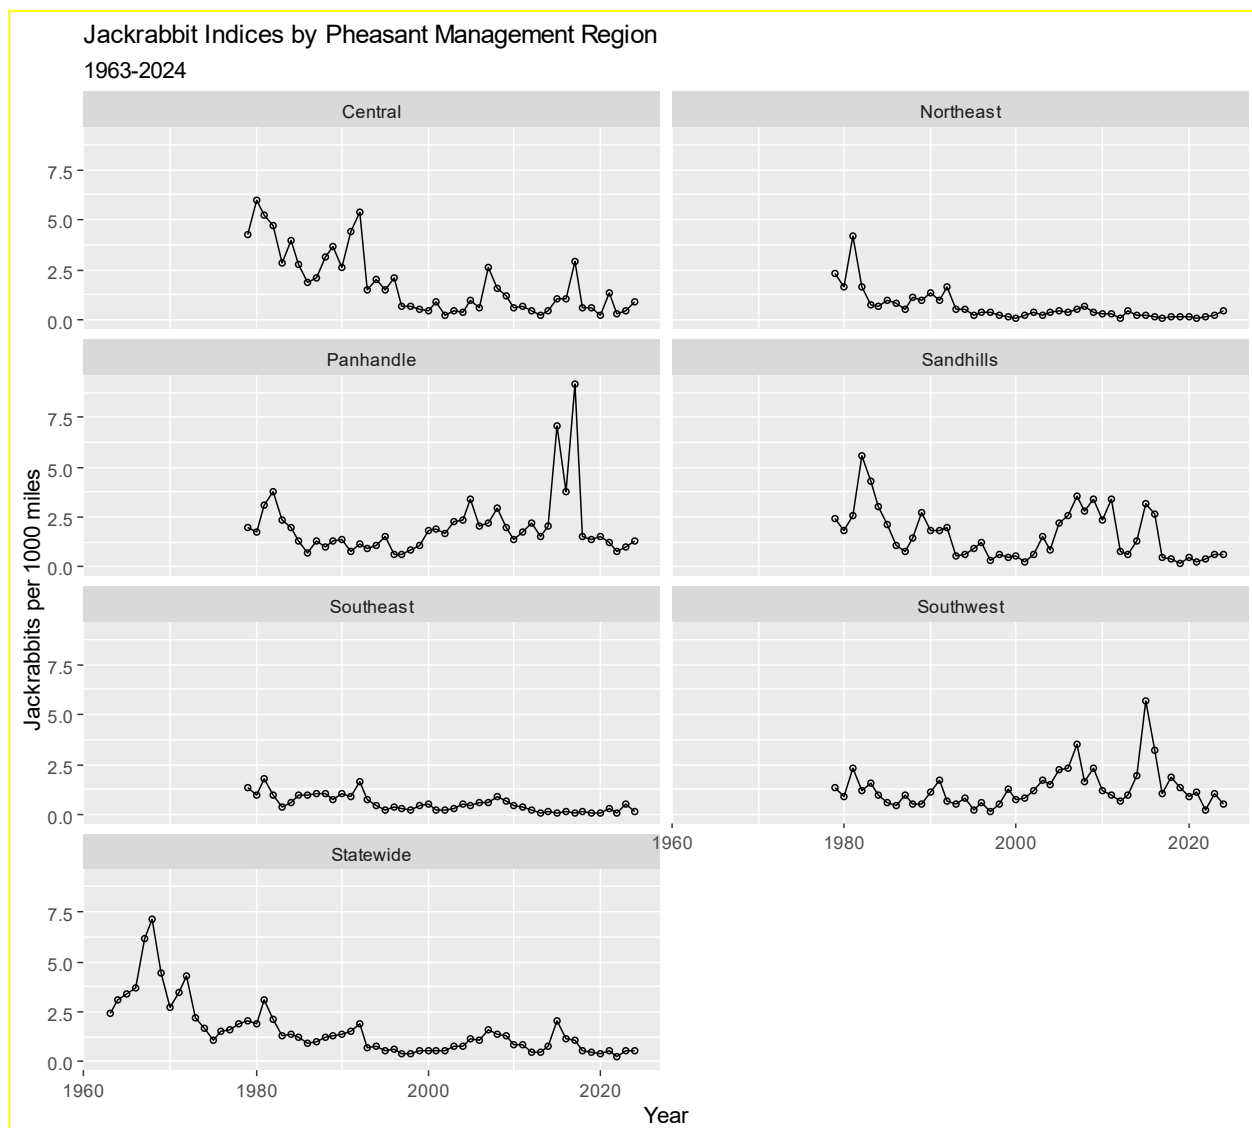 Jackrabbit Indices by Pheasant Management Region
1963-2024
Central
Northeast
7.5
5.0
2.5
0.0
Panhandle
Sandhills
7.5
5.0
2.5
0.0
Jackrabbits per 1000 miles
Southeast
Southwest
7.5
5.0
2.5
0.0
1960
1980
2000
2020
Statewide
7.5
5.0
2.5
0.0
1960
1980
2000
2020
Year